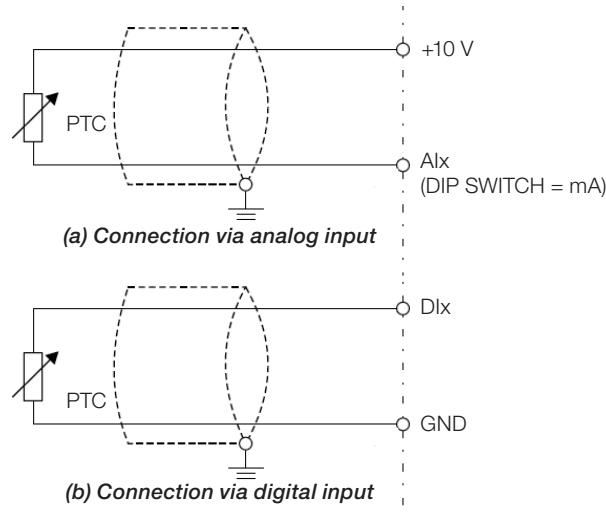 +10 V
PTC
AIx
(DIP SWITCH = mA)
(a) Connection via analog input
DIx
PTC
GND
(b) Connection via digital input